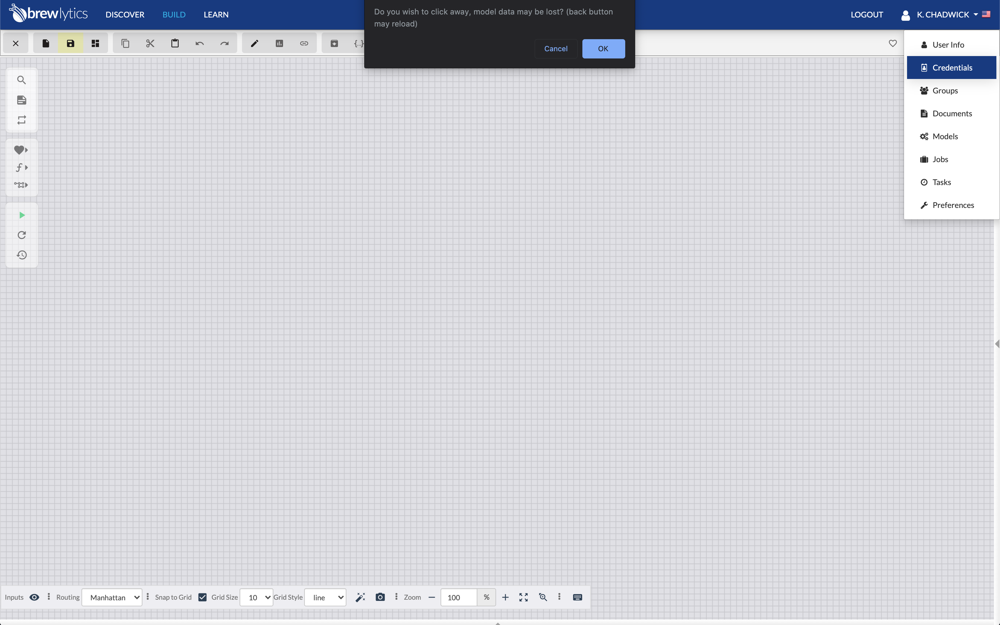 brewlytics
DISCOVER
BUILD
LEARN
Do you wish to click away, model data may be lost? (back button
may reload)
Cancel
OK
LOGOUT
K. CHADWICK
{...}
User Info
Credentials
Groups
Documents
Models
Jobs
Tasks
Preferences
Inputs
Routing
Manhattan
Snap to Grid
Grid Size
10
Grid Style
line
Zoom
100
%